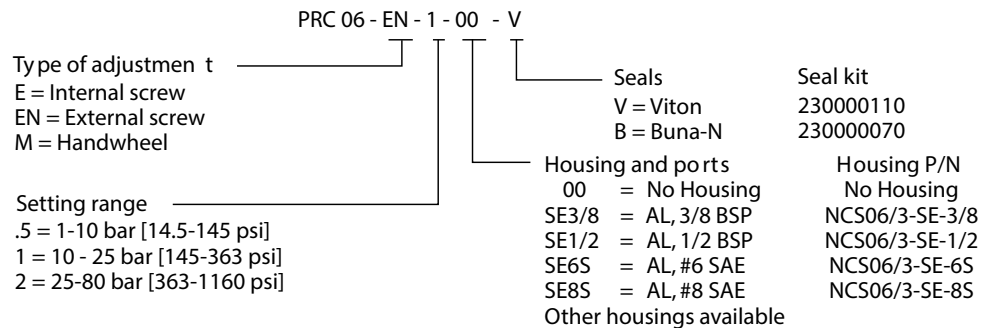 PRC 06 - EN - 1 - 00 - V
Type of adjustmen t
E = Internal screw
EN = External screw
M = Handwheel
Setting range
.5 = 1-10 bar [14.5-145 psi]
1 = 10 - 25 bar [145-363 psi]
2 = 25-80 bar [363-1160 psi]
Seals Seal kit
V = Viton 230000110
B = Buna-N 230000070
Housing and ports Housing P/N
00 = No Housing No Housing
SE3/8 = AL, 3/8 BSP NCS06/3-SE-3/8
SE1/2 = AL, 1/2 BSP NCS06/3-SE-1/2
SE6S = AL, #6 SAE NCS06/3-SE-6S
SE8S = AL, #8 SAE NCS06/3-SE-8S
Other housings available